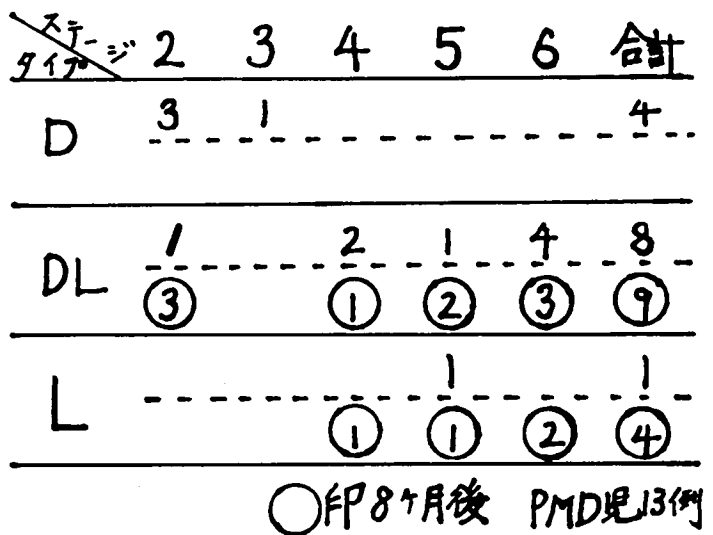 ステージ
タイプ 2 3 4 5 6 合計
3 1 4
D
1 2 1 4 8
DL
③ ① ② ③ ⑨
1 1
L
① ① ② ④
○印8ヶ月後 PMD児13例